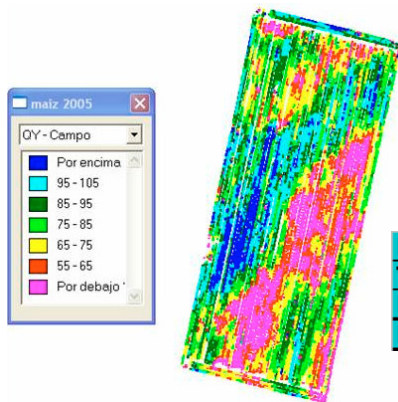 maiz 2005
QY - Campo
Por encima
95 - 105
85 - 95
75 - 85
65 - 75
55 - 65
Por debajo